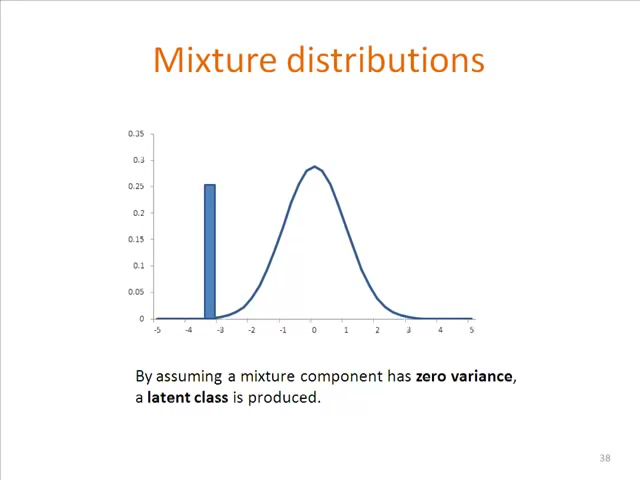 Mixture distributions
0.35
0.3
0.25
0.2
0.15
0.1
0.05
0
-5 -4 -3 -2 -1 0 1 2 3 4 5
By assuming a mixture component has zero variance,
a latent class is produced.
38